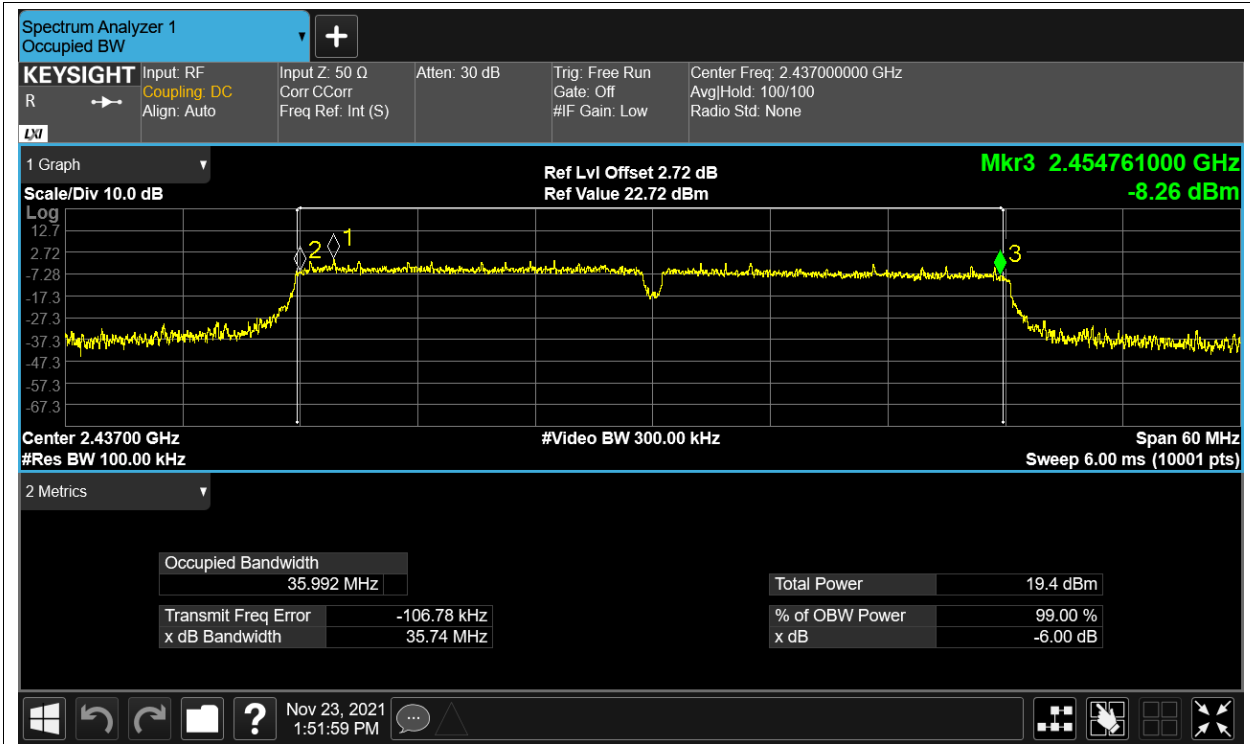 Spectrum Analyzer 1
Occupied BW
KEYSIGHT Input: RF Input Z: 50 Ω Atten: 30 dB Trig: Free Run Center Freq: 2.437000000 GHz
R Coupling: DC Corr CCorr Gate: Off Avg|Hold: 100/100
Align: Auto Freq Ref: Int (S) #IF Gain: Low Radio Std: None
LXI
1 Graph
Mkr3 2.454761000 GHz
Ref Lvl Offset 2.72 dB
Scale/Div 10.0 dB Ref Value 22.72 dBm -8.26 dBm
Log
12.7
2.72
-7.28
-17.3
-27.3
-37.3
-47.3
-57.3
-67.3
2 1 3
Center 2.43700 GHz #Video BW 300.00 kHz Span 60 MHz
#Res BW 100.00 kHz Sweep 6.00 ms (10001 pts)
2 Metrics
Occupied Bandwidth
35.992 MHz Total Power 19.4 dBm
Transmit Freq Error -106.78 kHz % of OBW Power 99.00 %
x dB Bandwidth 35.74 MHz x dB -6.00 dB
?
Nov 23, 2021
1:51:59 PM